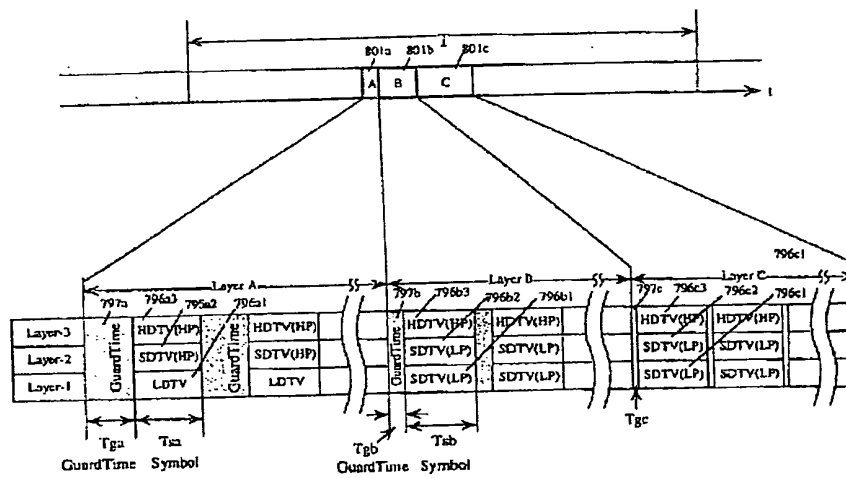 T
801a 801b 801c
A B C
t
796c1
Layer A Layer B Layer C
797a 796a3 795a2 796a1 797b 796b3 796b2 796b1 797c 796c3 796c2 796c1
Layer-3 GuardTime HDTV(HP) GuardTime HDTV(HP) GuardTime HDTV(HP) HDTV(HP) HDTV(HP) HDTV(HP)
Layer-2 SDTV(HP) SDTV(HP) SDTV(LP) SDTV(LP) SDTV(LP) SDTV(LP)
Layer-1 LDTV LDTV SDTV(LP) SDTV(LP) SDTV(LP) SDTV(LP)
Tga Tsa Tgb Tsb Tgc
GuardTime Symbol GuardTime Symbol